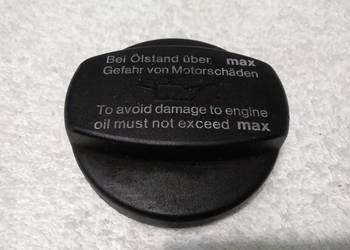 Bei Ölstand über max
Gefahr von Motorschäden
To avoid damage to engine
oil must not exceed max